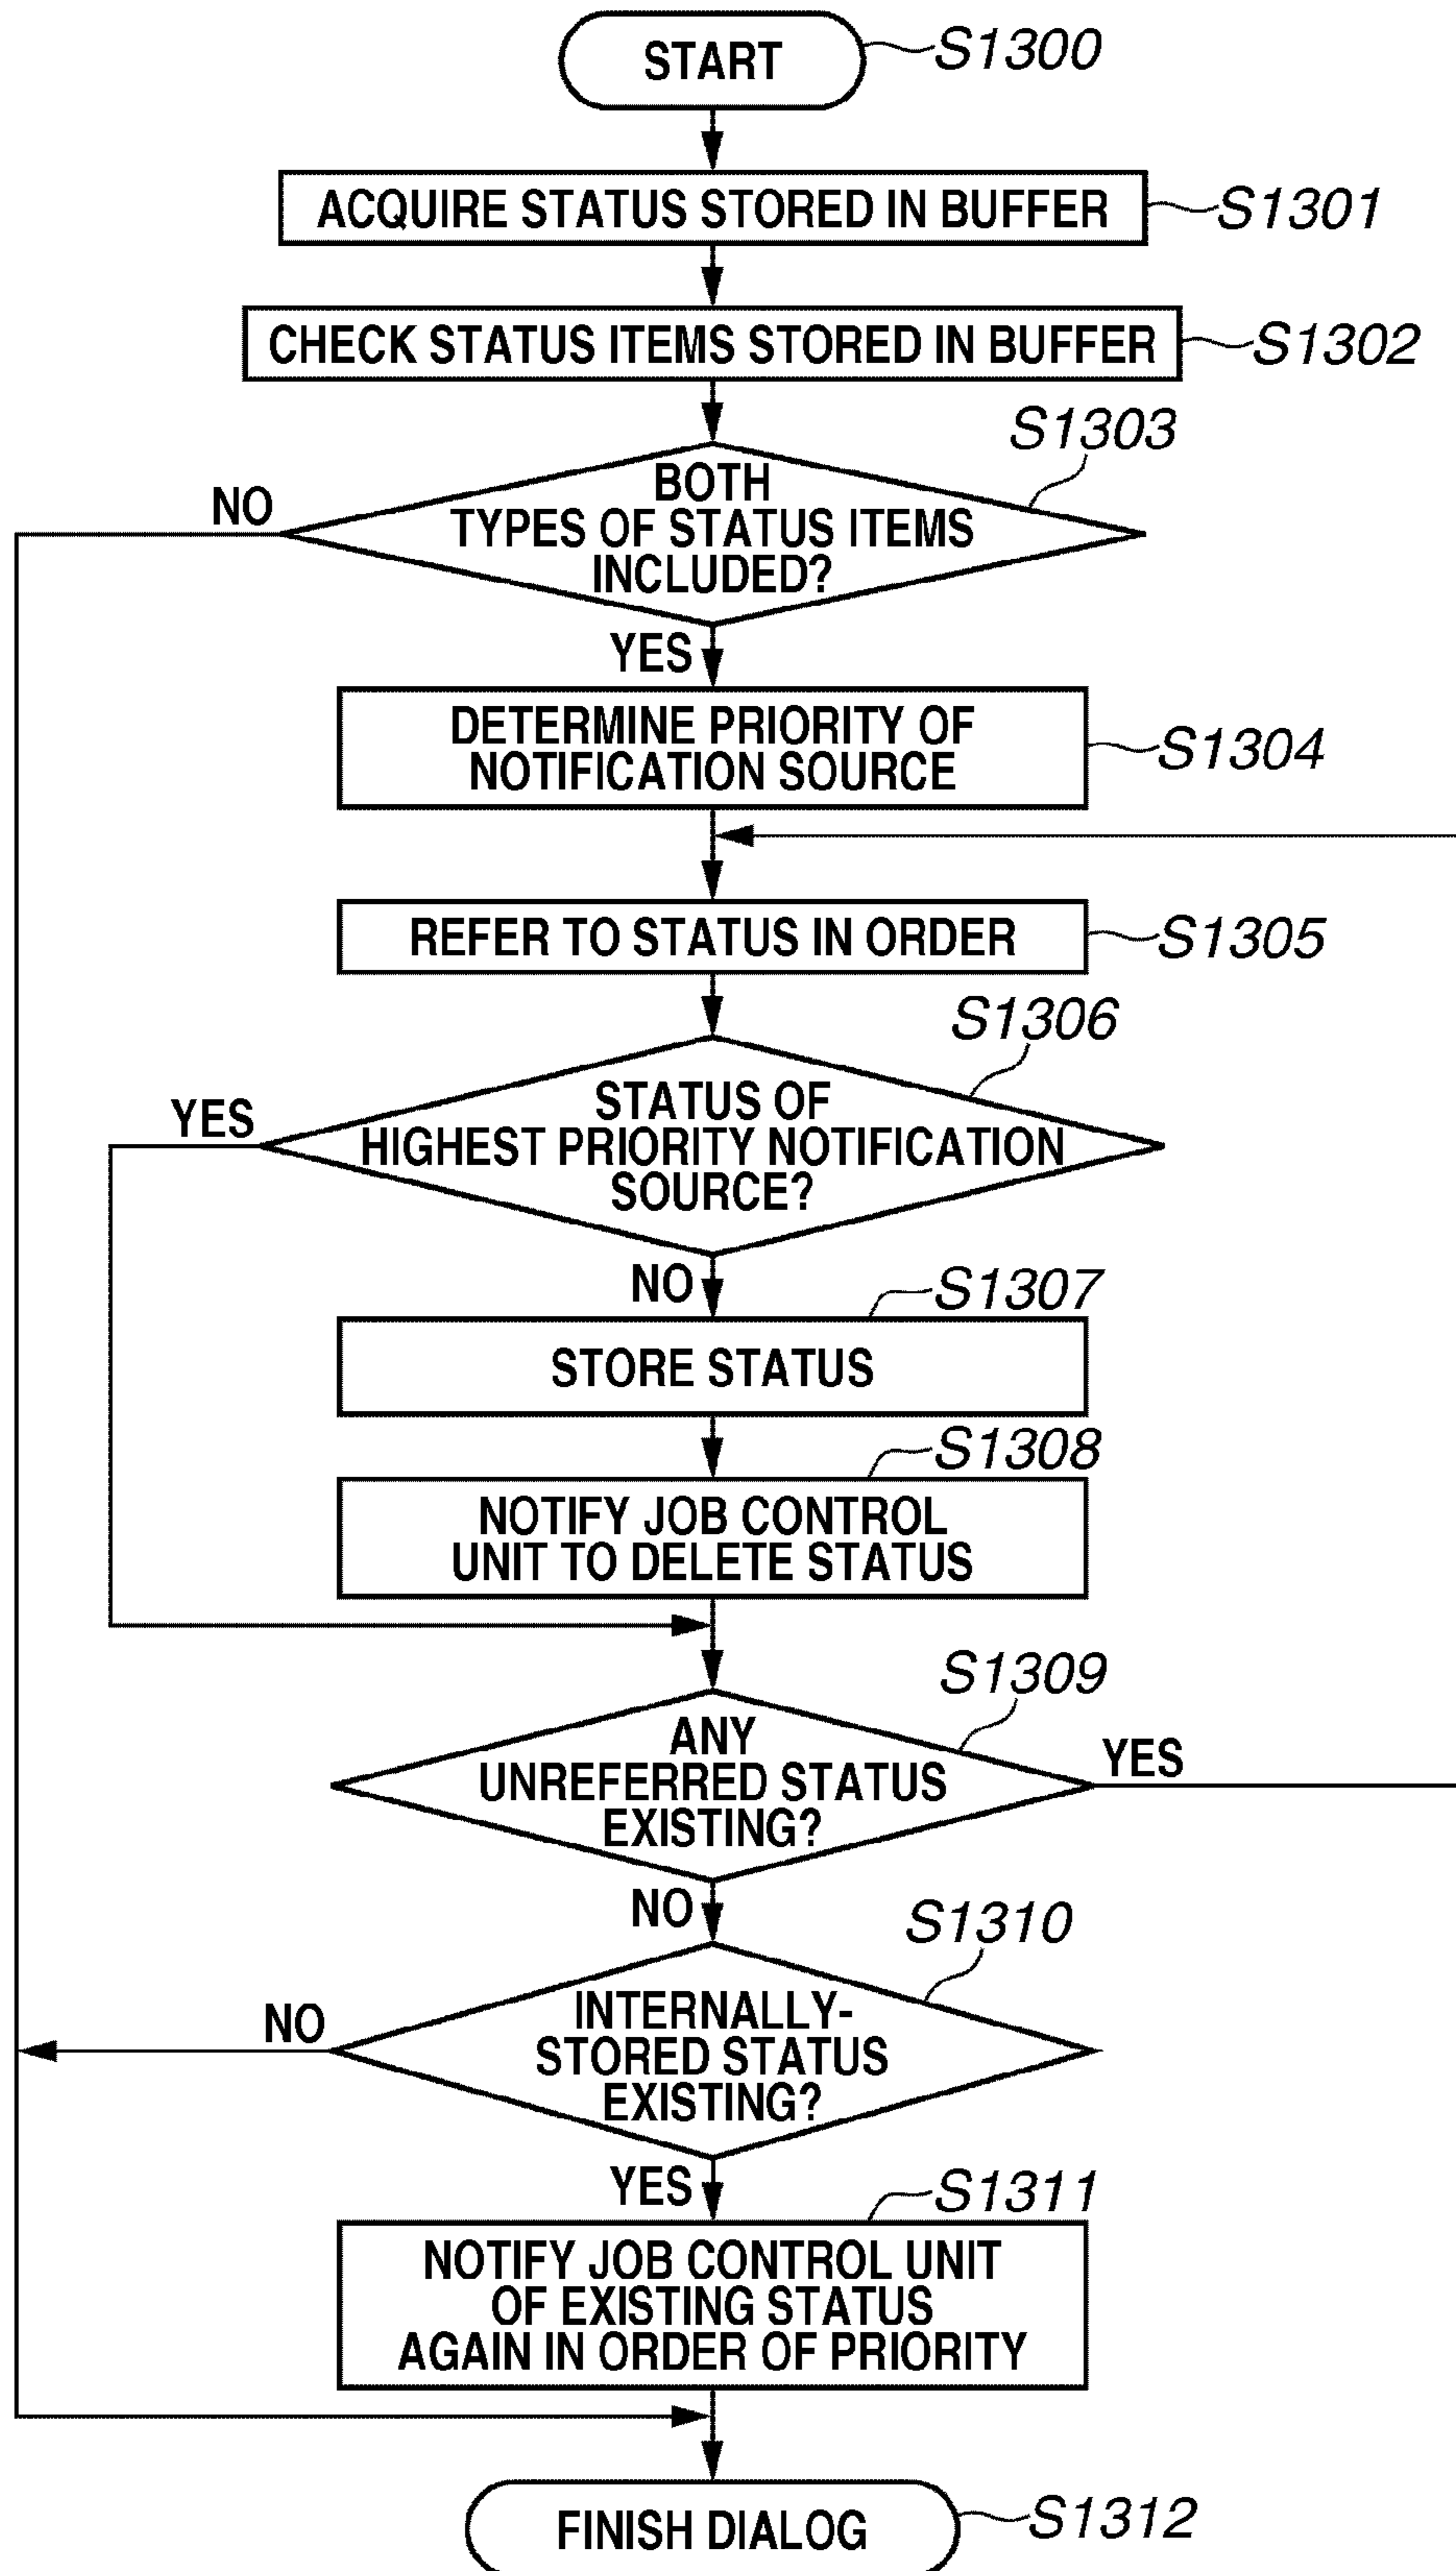 START
S1300
ACQUIRE STATUS STORED IN BUFFER
S1301
CHECK STATUS ITEMS STORED IN BUFFER
S1302
S1303
NO
BOTH
TYPES OF STATUS ITEMS
INCLUDED?
YES
DETERMINE PRIORITY OF
NOTIFICATION SOURCE
S1304
REFER TO STATUS IN ORDER
S1305
S1306
YES
STATUS OF
HIGHEST PRIORITY NOTIFICATION
SOURCE?
NO
S1307
STORE STATUS
S1308
NOTIFY JOB CONTROL
UNIT TO DELETE STATUS
S1309
ANY
UNREFERRED STATUS
EXISTING?
YES
NO
S1310
NO
INTERNALLY-
STORED STATUS
EXISTING?
YES
S1311
NOTIFY JOB CONTROL UNIT
OF EXISTING STATUS
AGAIN IN ORDER OF PRIORITY
FINISH DIALOG
S1312